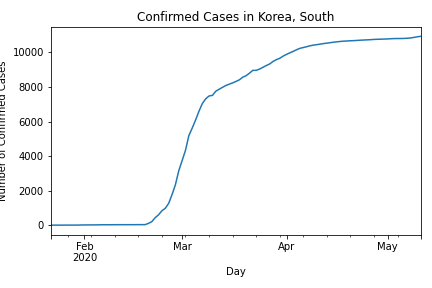 Confirmed Cases in Korea, South
10000
8000
6000
4000
2000
0
Number of Confirmed Cases
Feb
2020
Mar
Apr
May
Day